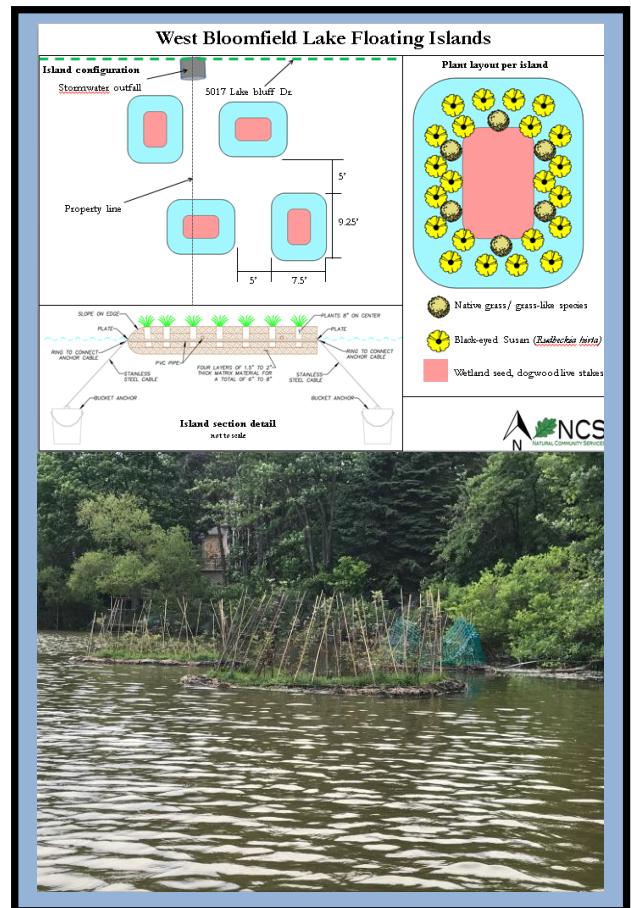 West Bloomfield Lake Floating Islands
Island configuration
Stormwater outfall
5017 Lake bluff Dr.
Property line
5'
9.25'
5'
7.5'
Plant layout per island
Native grass/ grass-like species
Black-eyed Susan (Rudbeckia hirta)
Wetland seed, dogwood live stakes
SLOPE ON EDGE
PLATE
RING TO CONNECT
ANCHOR CABLE
STAINLESS
STEEL CABLE
BUCKET ANCHOR
PVC PIPE
FOUR LAYERS OF 1.5" TO 2"
THICK MATRIX MATERIAL FOR
A TOTAL OF 6" TO 8"
PLANTS 8" ON CENTER
PLATE
RING TO CONNECT
ANCHOR CABLE
STAINLESS
STEEL CABLE
BUCKET ANCHOR
Island section detail
not to scale
N
NCS
NATURAL COMMUNITY SERVICES